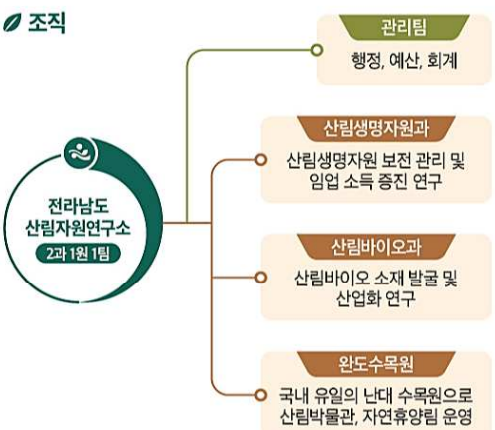 조직
관리팀
행정, 예산, 회계
산림생명자원과
산림생명자원 보전 관리 및
임업 소득 증진 연구
전라남도
산림자원연구소
2과 1원 1팀
산림바이오과
산림바이오 소재 발굴 및
산업화 연구
완도수목원
국내 유일의 난대 수목원으로
산림박물관, 자연휴양림 운영